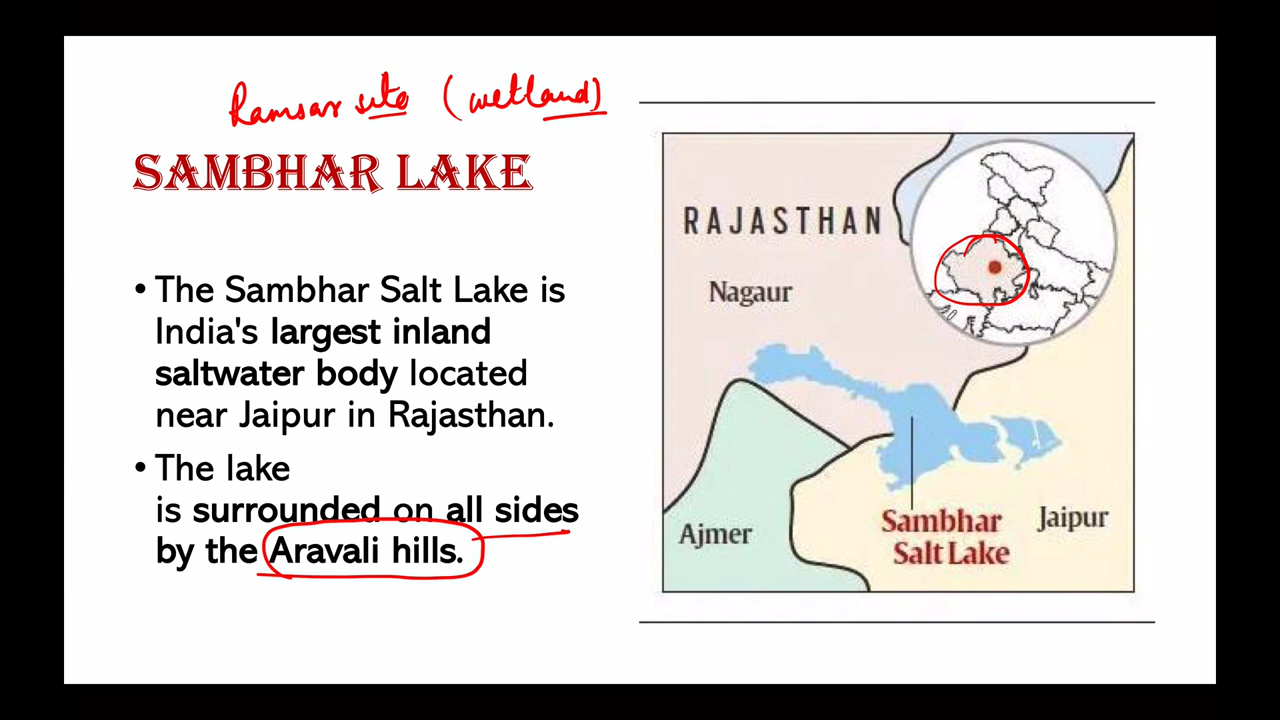 Ramsar site (wetland)
SAMBHAR LAKE
• The Sambhar Salt Lake is
India's largest inland
saltwater body located
near Jaipur in Rajasthan.
• The lake
is surrounded on all sides
by the Aravali hills.
RAJASTHAN
Nagaur
Ajmer
Sambhar
Salt Lake
Jaipur